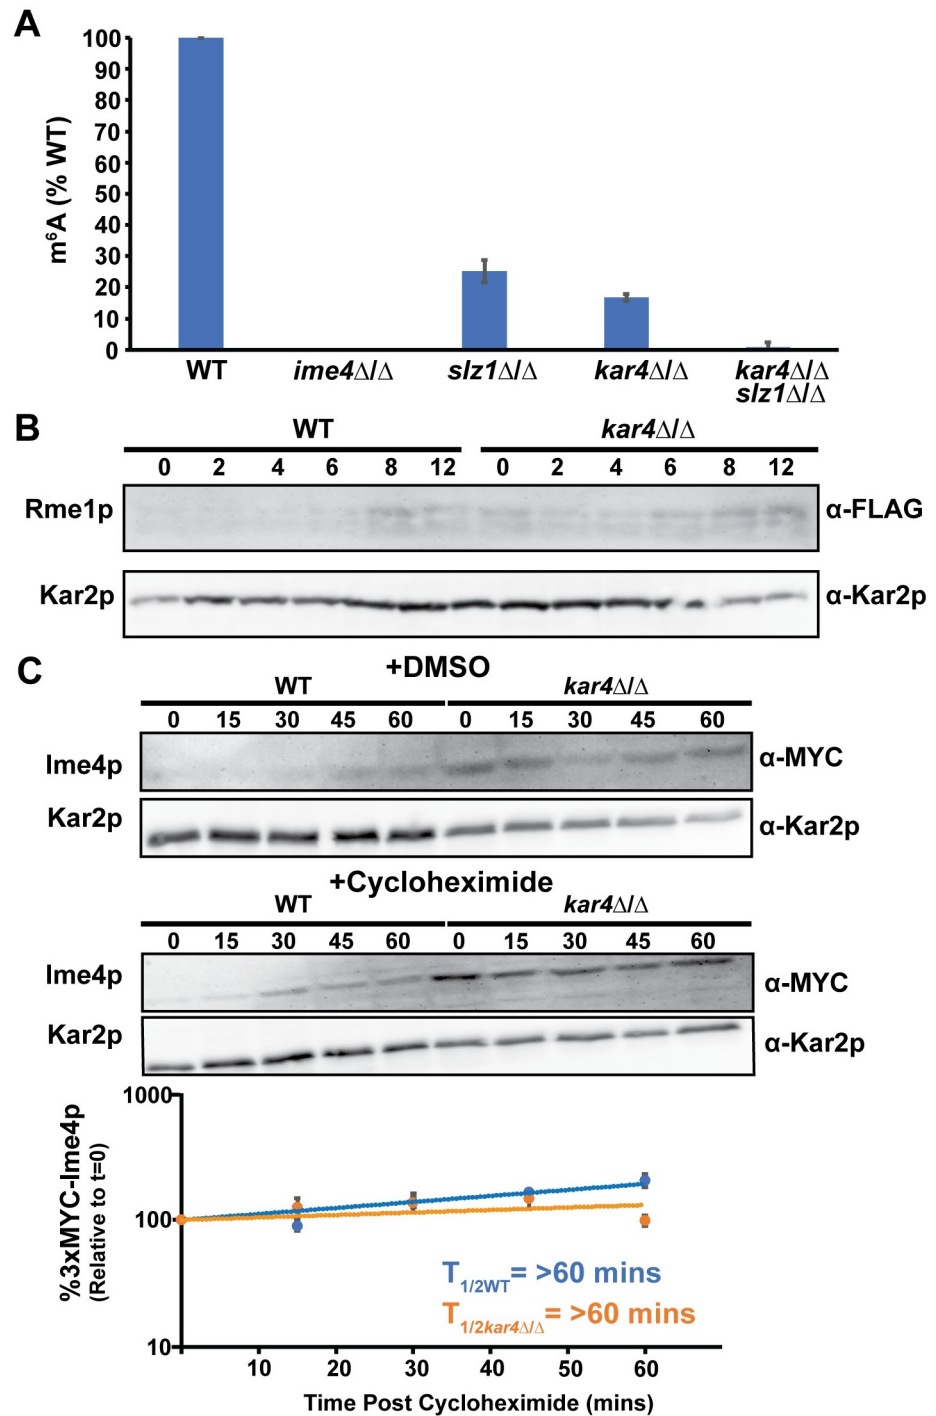 A
100
90
80
70
60
50
40
30
20
10
0
m⁶A (% WT)
WT ime4Δ/Δ slz1Δ/Δ kar4Δ/Δ kar4Δ/Δ
slz1Δ/Δ
B
WT kar4Δ/Δ
0 2 4 6 8 12 0 2 4 6 8 12
Rme1p α-FLAG
Kar2p α-Kar2p
C
+DMSO
WT kar4Δ/Δ
0 15 30 45 60 0 15 30 45 60
Ime4p α-MYC
Kar2p α-Kar2p
+Cycloheximide
WT kar4Δ/Δ
0 15 30 45 60 0 15 30 45 60
Ime4p α-MYC
Kar2p α-Kar2p
%3xMYC-Ime4p
(Relative to t=0)
1000
100
10
T1/2WT= >60 mins
T1/2kar4Δ/Δ= >60 mins
10 20 30 40 50 60
Time Post Cycloheximide (mins)